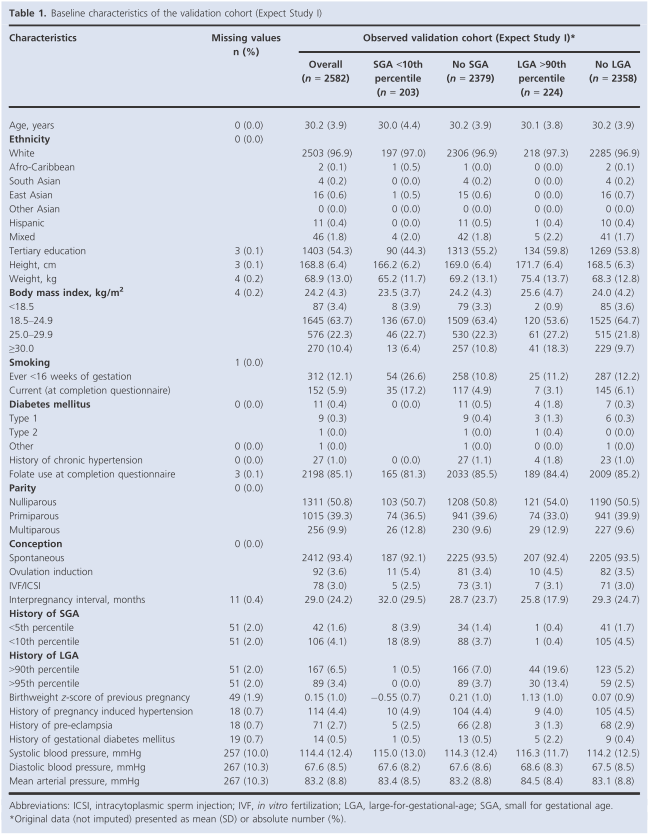 Table 1. Baseline characteristics of the validation cohort (Expect Study I)
Characteristics Missing values n (%) Observed validation cohort (Expect Study I)*
Overall (n = 2582) SGA <10th percentile (n = 203) No SGA (n = 2379) LGA >90th percentile (n = 224) No LGA (n = 2358)
Age, years 0 (0.0) 30.2 (3.9) 30.0 (4.4) 30.2 (3.9) 30.1 (3.8) 30.2 (3.9)
Ethnicity 0 (0.0)
White 2503 (96.9) 197 (97.0) 2306 (96.9) 218 (97.3) 2285 (96.9)
Afro-Caribbean 2 (0.1) 1 (0.5) 1 (0.0) 0 (0.0) 2 (0.1)
South Asian 4 (0.2) 0 (0.0) 4 (0.2) 0 (0.0) 4 (0.2)
East Asian 16 (0.6) 1 (0.5) 15 (0.6) 0 (0.0) 16 (0.7)
Other Asian 0 (0.0) 0 (0.0) 0 (0.0) 0 (0.0) 0 (0.0)
Hispanic 11 (0.4) 0 (0.0) 11 (0.5) 1 (0.4) 10 (0.4)
Mixed 46 (1.8) 4 (2.0) 42 (1.8) 5 (2.2) 41 (1.7)
Tertiary education 3 (0.1) 1403 (54.3) 90 (44.3) 1313 (55.2) 134 (59.8) 1269 (53.8)
Height, cm 3 (0.1) 168.8 (6.4) 166.2 (6.2) 169.0 (6.4) 171.7 (6.4) 168.5 (6.3)
Weight, kg 4 (0.2) 68.9 (13.0) 65.2 (11.7) 69.2 (13.1) 75.4 (13.7) 68.3 (12.8)
Body mass index, kg/m² 4 (0.2) 24.2 (4.3) 23.5 (3.7) 24.2 (4.3) 25.6 (4.7) 24.0 (4.2)
<18.5 87 (3.4) 8 (3.9) 79 (3.3) 2 (0.9) 85 (3.6)
18.5–24.9 1645 (63.7) 136 (67.0) 1509 (63.4) 120 (53.6) 1525 (64.7)
25.0–29.9 576 (22.3) 46 (22.7) 530 (22.3) 61 (27.2) 515 (21.8)
≥30.0 270 (10.4) 13 (6.4) 257 (10.8) 41 (18.3) 229 (9.7)
Smoking 1 (0.0)
Ever <16 weeks of gestation 312 (12.1) 54 (26.6) 258 (10.8) 25 (11.2) 287 (12.2)
Current (at completion questionnaire) 152 (5.9) 35 (17.2) 117 (4.9) 7 (3.1) 145 (6.1)
Diabetes mellitus 0 (0.0) 11 (0.4) 0 (0.0) 11 (0.5) 4 (1.8) 7 (0.3)
Type 1 9 (0.3) 9 (0.4) 3 (1.3) 6 (0.3)
Type 2 1 (0.0) 1 (0.0) 1 (0.4) 0 (0.0)
Other 0 (0.0) 1 (0.0) 1 (0.0) 0 (0.0) 1 (0.0)
History of chronic hypertension 0 (0.0) 27 (1.0) 0 (0.0) 27 (1.1) 4 (1.8) 23 (1.0)
Folate use at completion questionnaire 3 (0.1) 2198 (85.1) 165 (81.3) 2033 (85.5) 189 (84.4) 2009 (85.2)
Parity 0 (0.0)
Nulliparous 1311 (50.8) 103 (50.7) 1208 (50.8) 121 (54.0) 1190 (50.5)
Primiparous 1015 (39.3) 74 (36.5) 941 (39.6) 74 (33.0) 941 (39.9)
Multiparous 256 (9.9) 26 (12.8) 230 (9.6) 29 (12.9) 227 (9.6)
Conception 0 (0.0)
Spontaneous 2412 (93.4) 187 (92.1) 2225 (93.5) 207 (92.4) 2205 (93.5)
Ovulation induction 92 (3.6) 11 (5.4) 81 (3.4) 10 (4.5) 82 (3.5)
IVF/ICSI 78 (3.0) 5 (2.5) 73 (3.1) 7 (3.1) 71 (3.0)
Interpregnancy interval, months 11 (0.4) 29.0 (24.2) 32.0 (29.5) 28.7 (23.7) 25.8 (17.9) 29.3 (24.7)
History of SGA
<5th percentile 51 (2.0) 42 (1.6) 8 (3.9) 34 (1.4) 1 (0.4) 41 (1.7)
<10th percentile 51 (2.0) 106 (4.1) 18 (8.9) 88 (3.7) 1 (0.4) 105 (4.5)
History of LGA
>90th percentile 51 (2.0) 167 (6.5) 1 (0.5) 166 (7.0) 44 (19.6) 123 (5.2)
>95th percentile 51 (2.0) 89 (3.4) 0 (0.0) 89 (3.7) 30 (13.4) 59 (2.5)
Birthweight z-score of previous pregnancy 49 (1.9) 0.15 (1.0) −0.55 (0.7) 0.21 (1.0) 1.13 (1.0) 0.07 (0.9)
History of pregnancy induced hypertension 18 (0.7) 114 (4.4) 10 (4.9) 104 (4.4) 9 (4.0) 105 (4.5)
History of pre-eclampsia 18 (0.7) 71 (2.7) 5 (2.5) 66 (2.8) 3 (1.3) 68 (2.9)
History of gestational diabetes mellitus 19 (0.7) 14 (0.5) 1 (0.5) 13 (0.5) 5 (2.2) 9 (0.4)
Systolic blood pressure, mmHg 257 (10.0) 114.4 (12.4) 115.0 (13.0) 114.3 (12.4) 116.3 (11.7) 114.2 (12.5)
Diastolic blood pressure, mmHg 267 (10.3) 67.6 (8.5) 67.6 (8.2) 67.6 (8.6) 68.6 (8.3) 67.5 (8.5)
Mean arterial pressure, mmHg 267 (10.3) 83.2 (8.8) 83.4 (8.5) 83.2 (8.8) 84.5 (8.4) 83.1 (8.8)
Abbreviations: ICSI, intracytoplasmic sperm injection; IVF, in vitro fertilization; LGA, large-for-gestational-age; SGA, small for gestational age.
*Original data (not imputed) presented as mean (SD) or absolute number (%).